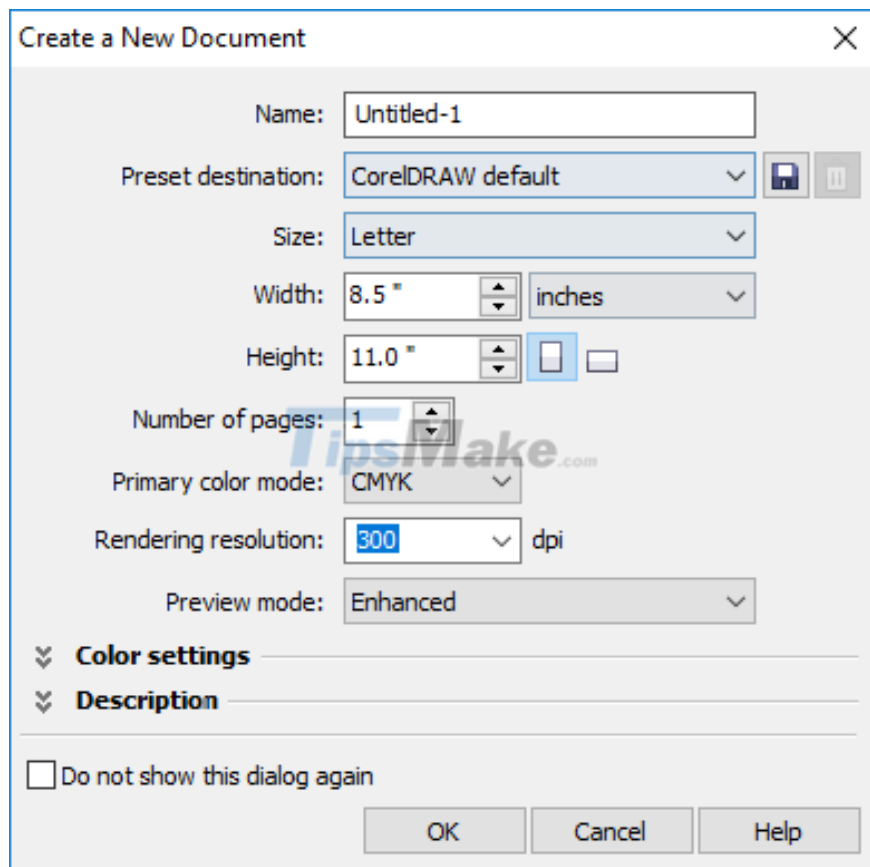 Create a New Document
Name: Untitled-1
Preset destination: CorelDRAW default
Size: Letter
Width: 8.5 " inches
Height: 11.0 "
Number of pages: 1
TipsMake.com
Primary color mode: CMYK
Rendering resolution: 300 dpi
Preview mode: Enhanced
Color settings
Description
Do not show this dialog again
OK Cancel Help